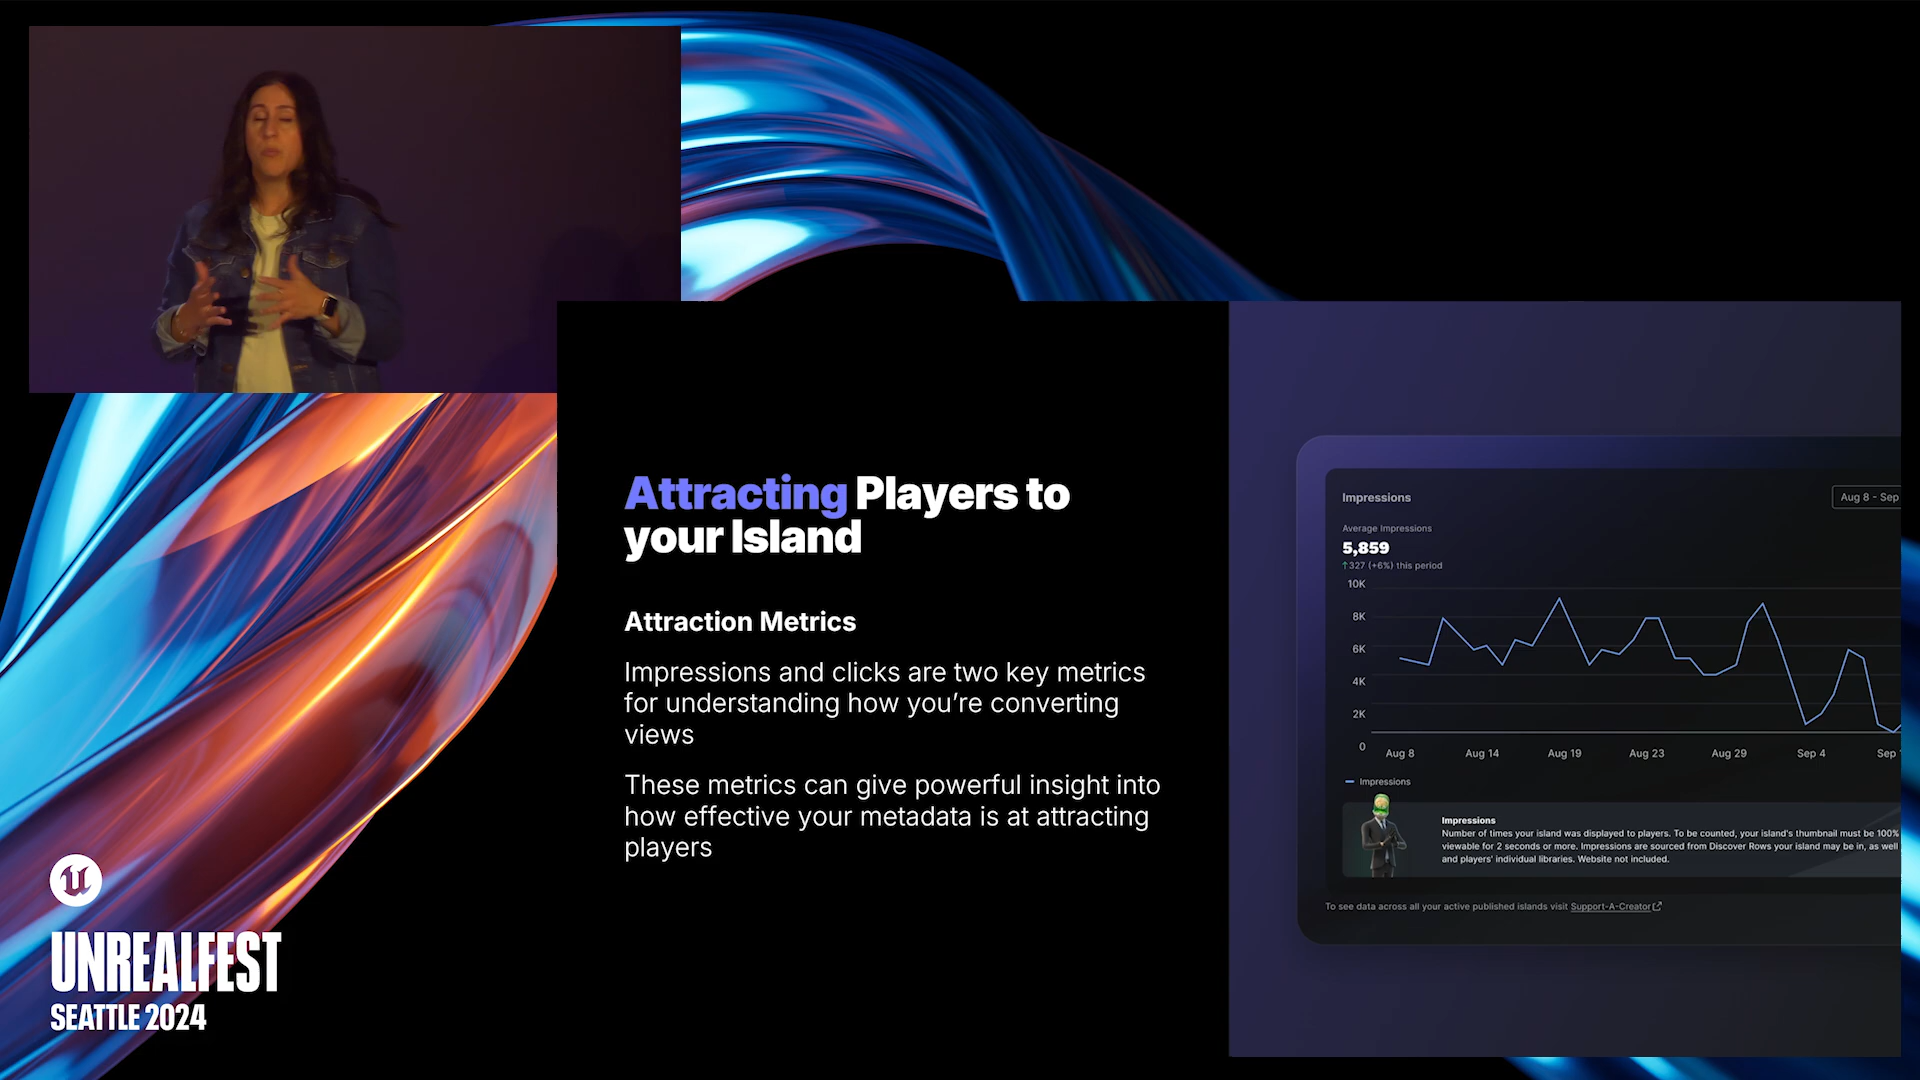 Attracting Players to
your Island
Attraction Metrics
Impressions and clicks are two key metrics
for understanding how you're converting
views
These metrics can give powerful insight into
how effective your metadata is at attracting
players
UNREALFEST
SEATTLE 2024
Impressions
Aug 8 - Sep
Average Impressions
5,859
↑327 (+6%) this period
10K
8K
6K
4K
2K
0
Aug 8 Aug 14 Aug 19 Aug 23 Aug 29 Sep 4 Sep
Impressions
Impressions
Number of times your island was displayed to players. To be counted, your island's thumbnail must be 100%
viewable for 2 seconds or more. Impressions are sourced from Discover Rows your island may be in, as well
and players' individual libraries. Website not included.
To see data across all your active published islands visit Support-A-Creator